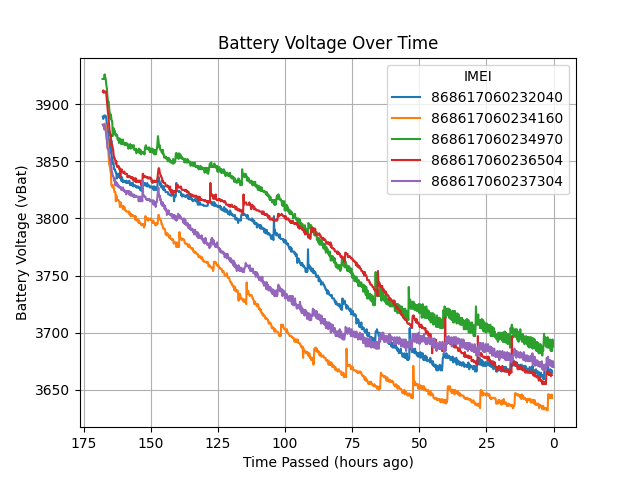 Battery Voltage Over Time
IMEI
868617060232040
868617060234160
868617060234970
868617060236504
868617060237304
Battery Voltage (vBat)
3900
3850
3800
3750
3700
3650
175 150 125 100 75 50 25 0
Time Passed (hours ago)